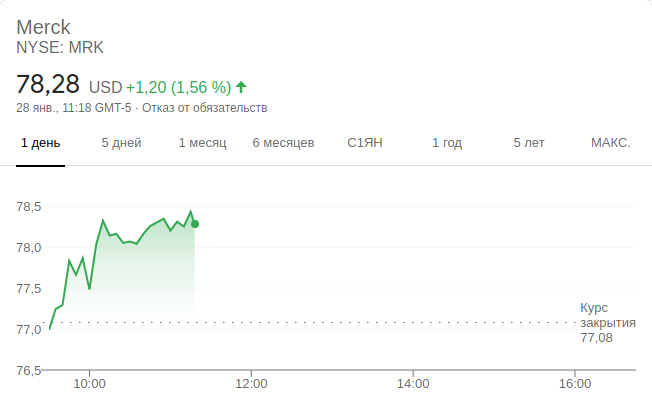 Merck
NYSE: MRK
78,28 USD +1,20 (1,56 %)
28 янв., 11:18 GMT-5 · Отказ от обязательств
1 день 5 дней 1 месяц 6 месяцев С1ЯН 1 год 5 лет МАКС.
78,5
78,0
77,5
77,0
76,5
Курс
закрытия
77,08
10:00 12:00 14:00 16:00